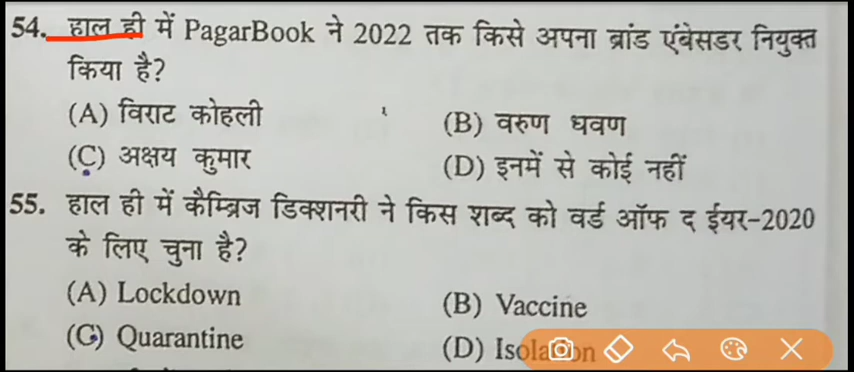 54. हाल ही में PagarBook ने 2022 तक किसे अपना ब्रांड एंबेसडर नियुक्त
किया है?
(A) विराट कोहली (B) वरुण धवण
(C) अक्षय कुमार (D) इनमें से कोई नहीं
55. हाल ही में कैम्ब्रिज डिक्शनरी ने किस शब्द को वर्ड ऑफ द ईयर-2020
के लिए चुना है?
(A) Lockdown (B) Vaccine
(C) Quarantine (D) Isolation